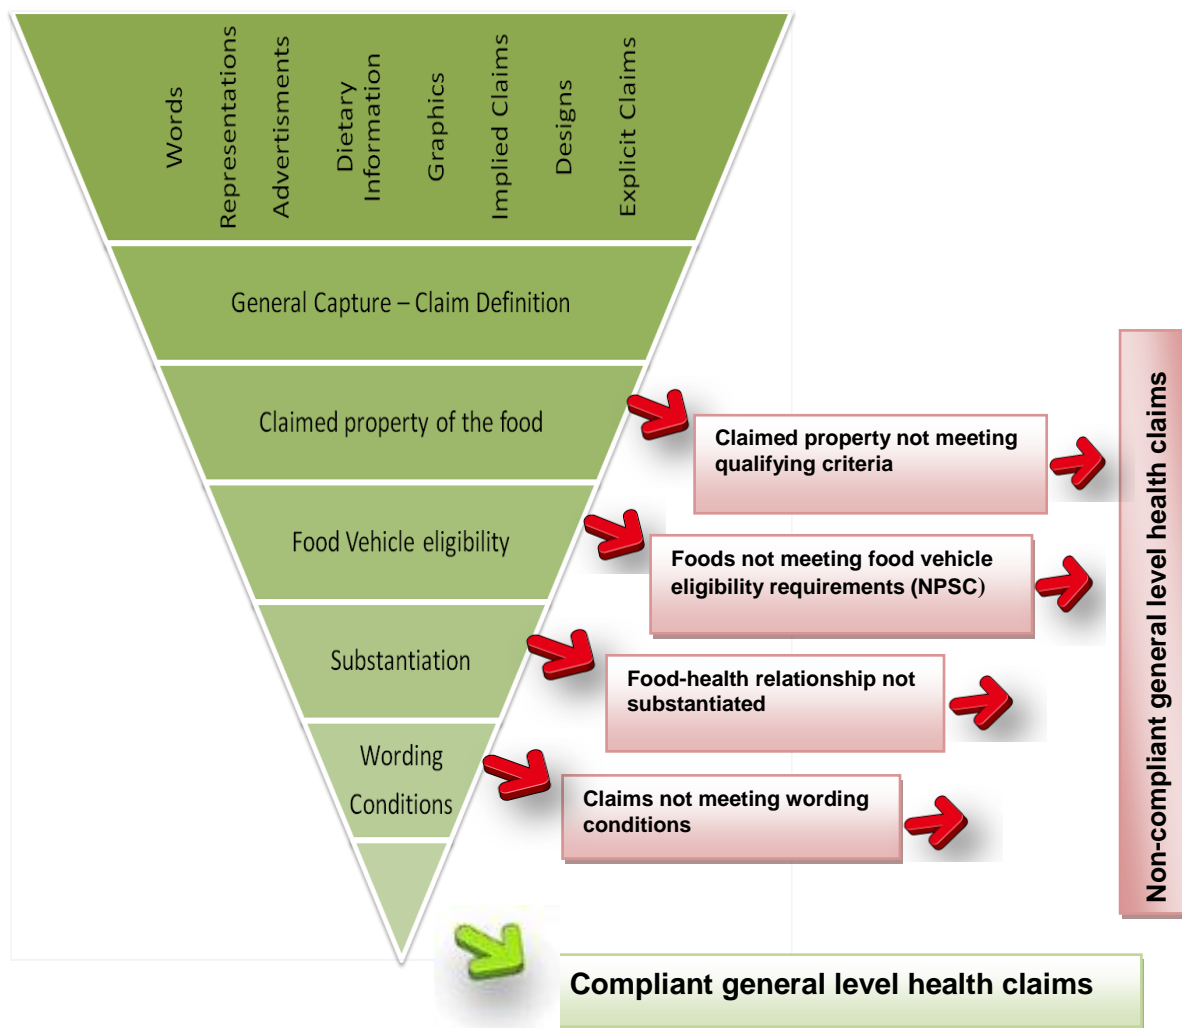 Words
Representations
Advertisments
Dietary
Information
Graphics
Implied Claims
Designs
Explicit Claims
General Capture – Claim Definition
Claimed property of the food
Claimed property not meeting
qualifying criteria
Food Vehicle eligibility
Foods not meeting food vehicle
eligibility requirements (NPSC)
Substantiation
Food-health relationship not
substantiated
Wording
Conditions
Claims not meeting wording
conditions
Non-compliant general level health claims
Compliant general level health claims